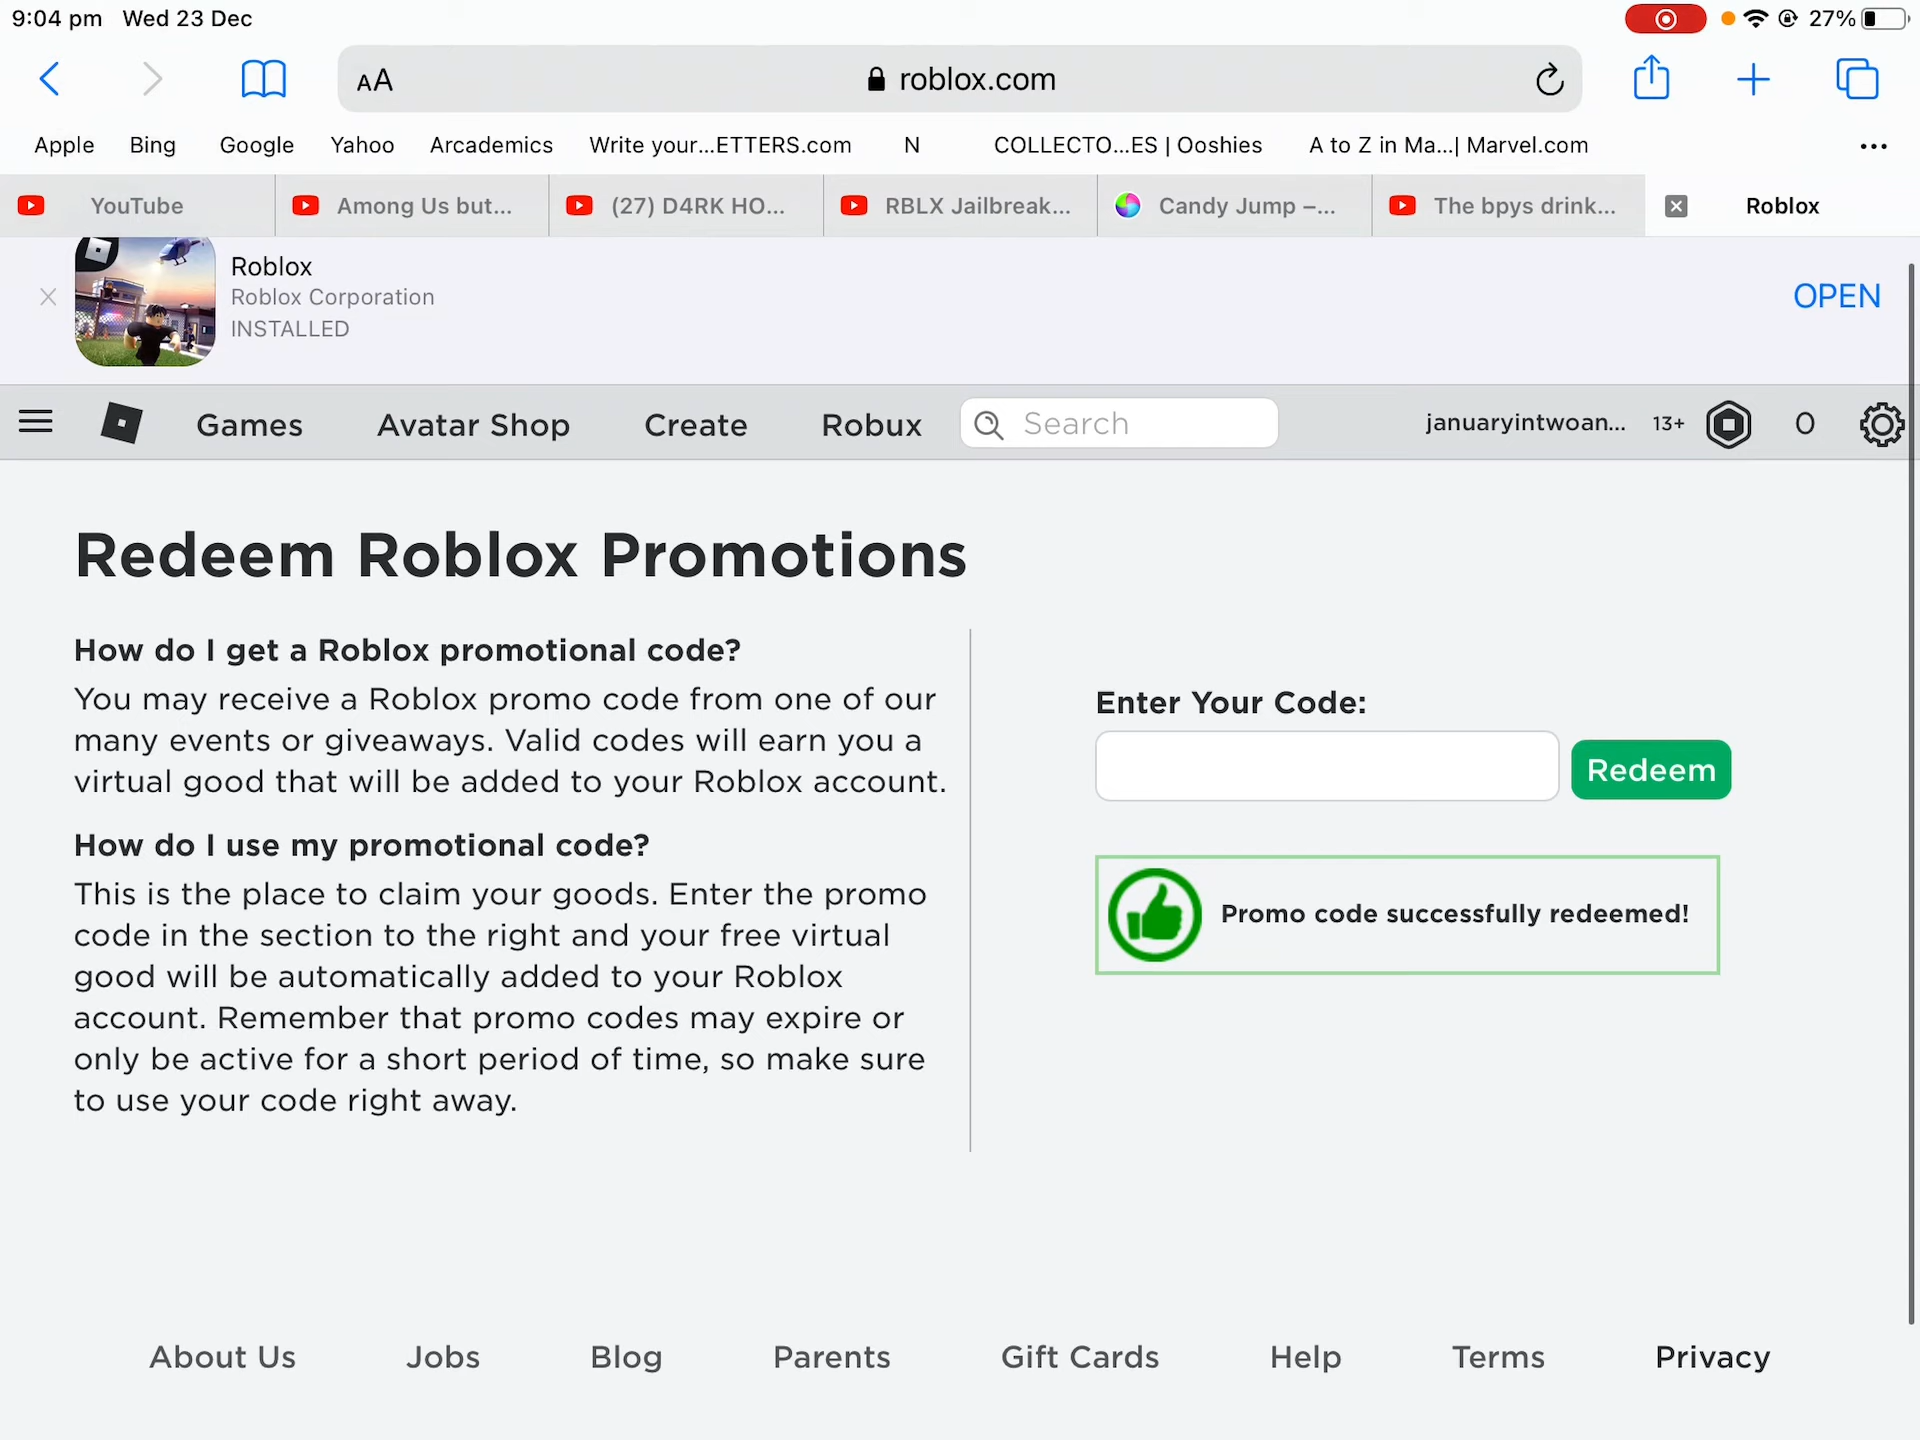 9:04 pm Wed 23 Dec
27%
AA roblox.com
Apple Bing Google Yahoo Arcademics Write your...ETTERS.com N COLLECTO...ES | Ooshies A to Z in Ma...| Marvel.com ...
YouTube Among Us but... (27) D4RK HO... RBLX Jailbreak... Candy Jump –... The bpys drink... Roblox
Roblox
Roblox Corporation
INSTALLED
OPEN
Games Avatar Shop Create Robux Search januaryintwoan... 13+ 0
Redeem Roblox Promotions
How do I get a Roblox promotional code?
You may receive a Roblox promo code from one of our
many events or giveaways. Valid codes will earn you a
virtual good that will be added to your Roblox account.
How do I use my promotional code?
This is the place to claim your goods. Enter the promo
code in the section to the right and your free virtual
good will be automatically added to your Roblox
account. Remember that promo codes may expire or
only be active for a short period of time, so make sure
to use your code right away.
Enter Your Code:
Redeem
Promo code successfully redeemed!
About Us Jobs Blog Parents Gift Cards Help Terms Privacy